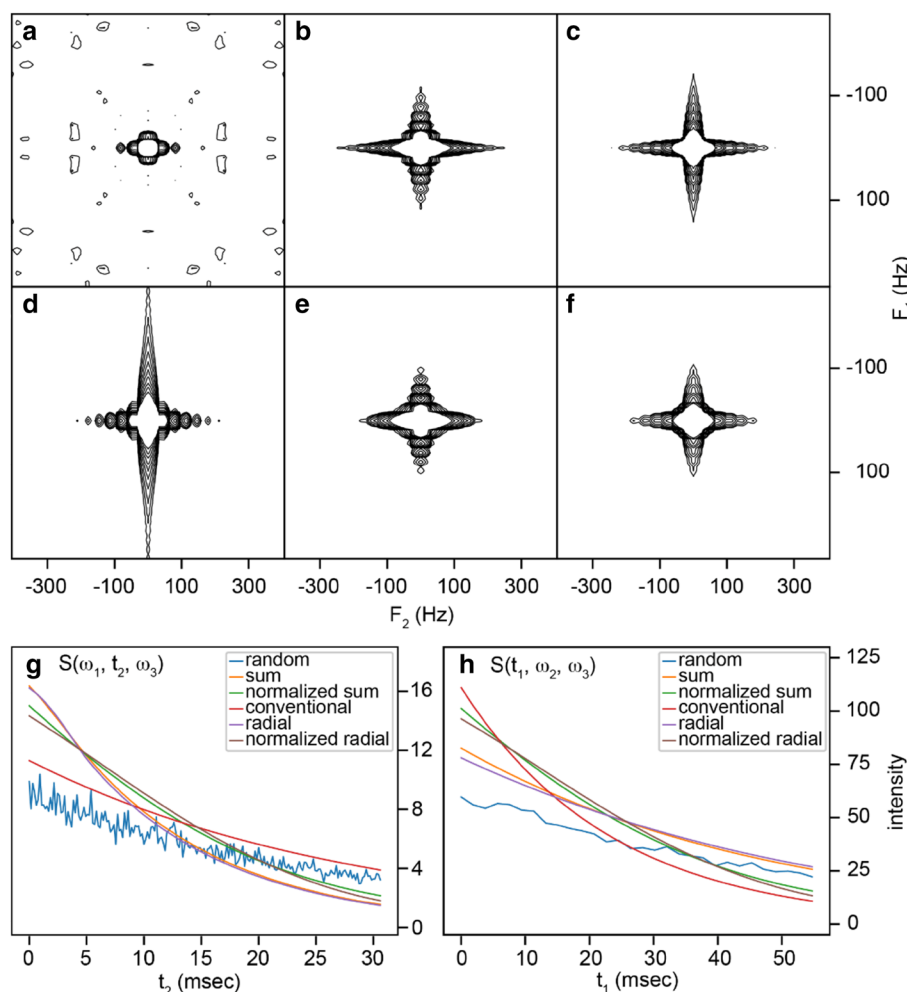 a b c
-100
100
F₁ (Hz)
d e f
-100
100
-300 -100 100 300 -300 -100 100 300 -300 -100 100 300
F₂ (Hz)
g S(ω₁, t₂, ω₃)
random
sum
normalized sum
conventional
radial
normalized radial
16
12
8
4
0
0 5 10 15 20 25 30
t₂ (msec)
h S(t₁, ω₂, ω₃)
random
sum
normalized sum
conventional
radial
normalized radial
125
100
75
50
25
0
intensity
0 10 20 30 40 50
t₁ (msec)